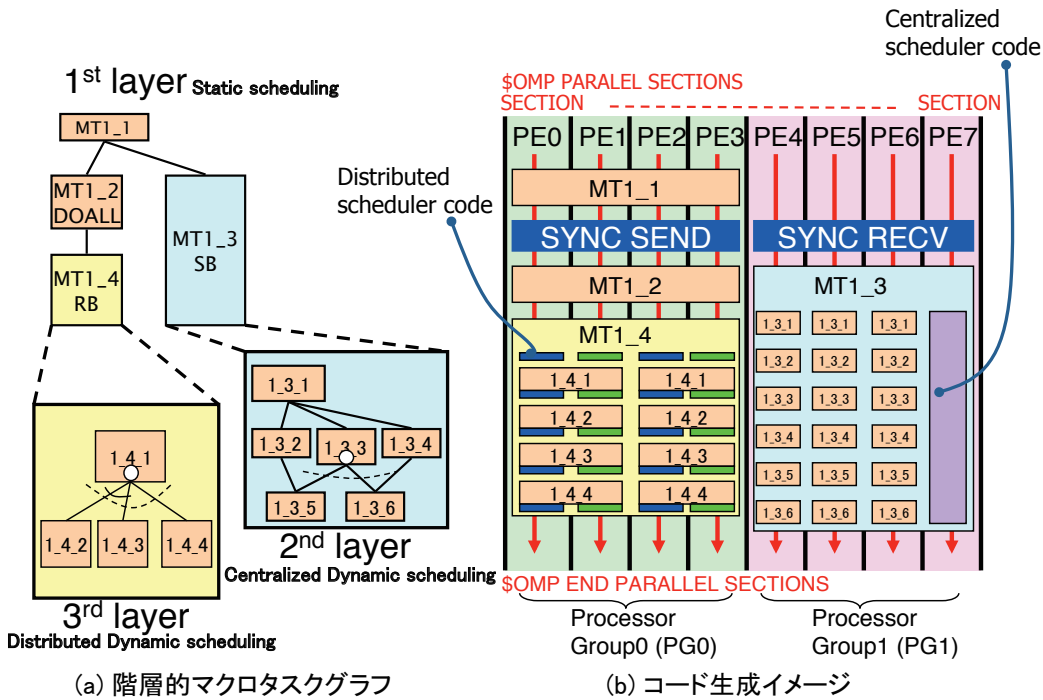 1st layer Static scheduling
MT1_1
MT1_2
DOALL
MT1_3
SB
MT1_4
RB
1_3_1
1_3_2
1_3_3
1_3_4
1_3_5
1_3_6
2nd layer
Centralized Dynamic scheduling
1_4_1
1_4_2
1_4_3
1_4_4
3rd layer
Distributed Dynamic scheduling
(a) 階層的マクロタスクグラフ
Centralized
scheduler code
$OMP PARALEL SECTIONS
SECTION
SECTION
PE0 PE1 PE2 PE3 PE4 PE5 PE6 PE7
Distributed
scheduler code
MT1_1
SYNC SEND
SYNC RECV
MT1_2
MT1_4
1_4_1 1_4_1
1_4_2 1_4_2
1_4_3 1_4_3
1_4_4 1_4_4
MT1_3
1_3_1 1_3_1 1_3_1
1_3_2 1_3_2 1_3_2
1_3_3 1_3_3 1_3_3
1_3_4 1_3_4 1_3_4
1_3_5 1_3_5 1_3_5
1_3_6 1_3_6 1_3_6
$OMP END PARALLEL SECTIONS
Processor
Group0 (PG0)
Processor
Group1 (PG1)
(b) コード生成イメージ